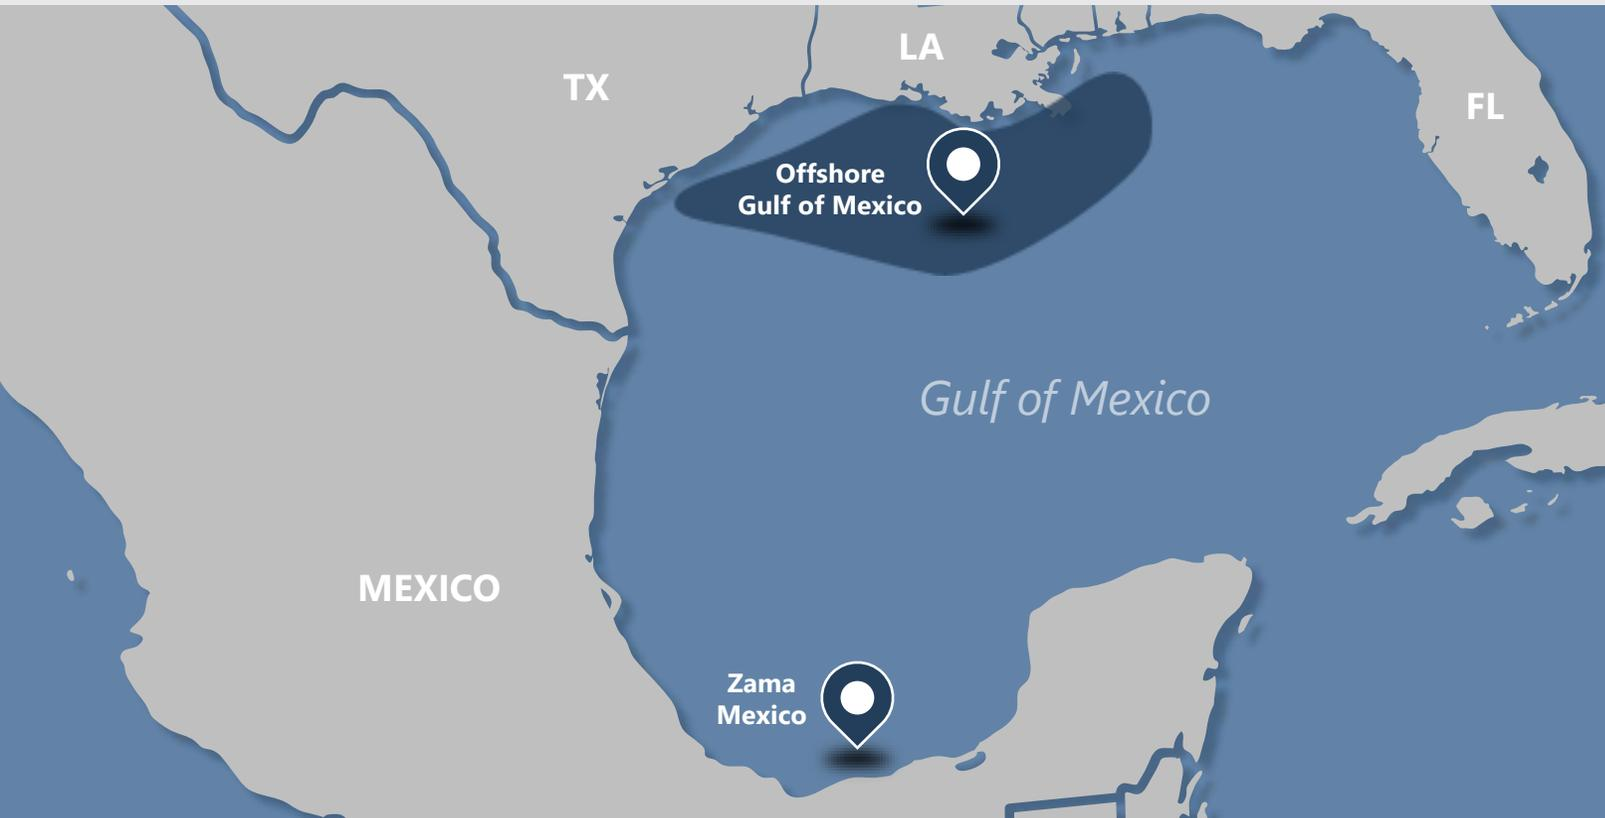 LA
TX
FL
Offshore
Gulf of Mexico
Gulf of Mexico
MEXICO
Zama
Mexico